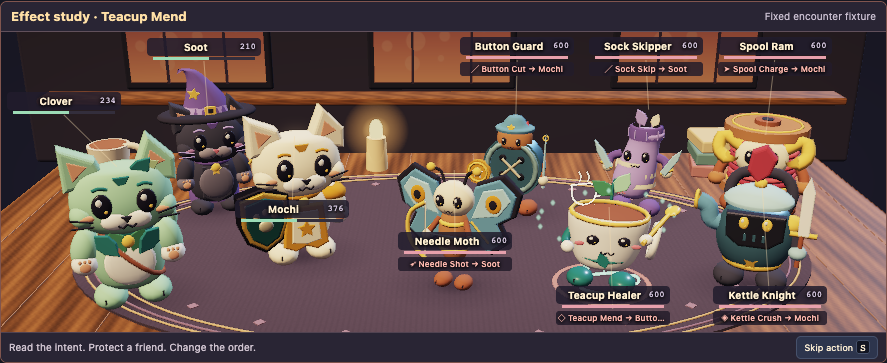 Effect study · Teacup Mend
Fixed encounter fixture
Soot 210
Button Guard 600
Button Cut → Mochi
Sock Skipper 600
Sock Skip → Soot
Spool Ram 600
Spool Charge → Mochi
Clover 234
Mochi 376
Needle Moth 600
Needle Shot → Soot
Teacup Healer 600
Teacup Mend → Butto...
Kettle Knight 600
Kettle Crush → Mochi
Read the intent. Protect a friend. Change the order.
Skip action S